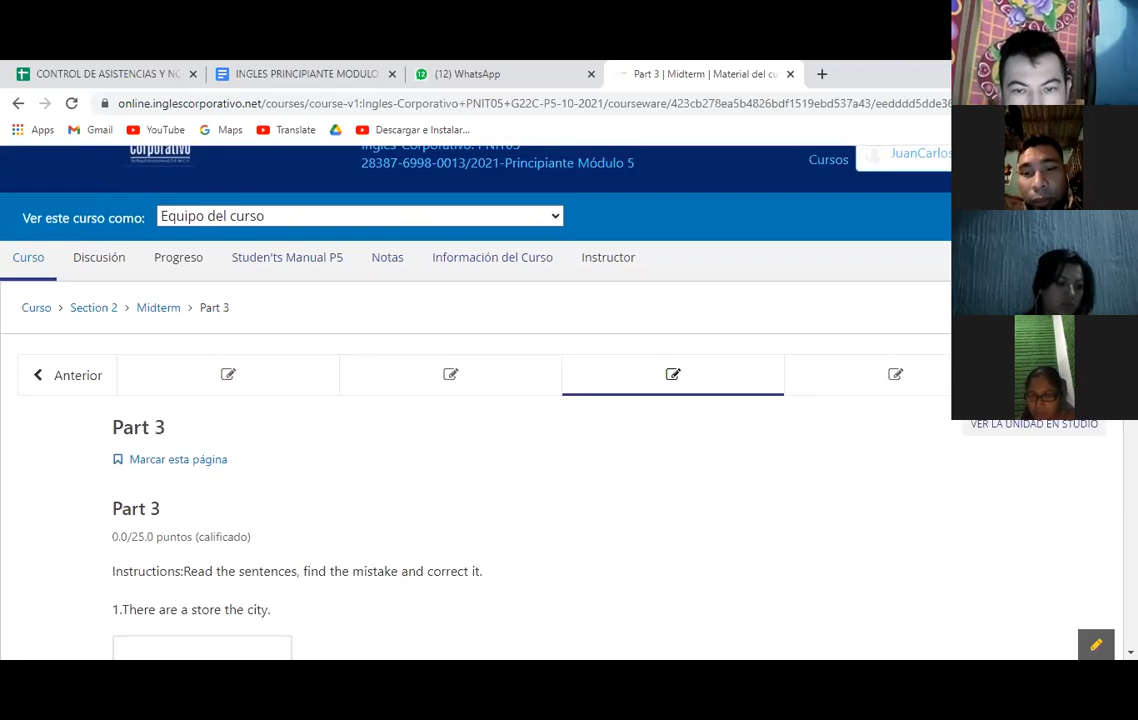 CONTROL DE ASISTENCIAS Y NO
INGLES PRINCIPIANTE MODULO
(12) WhatsApp
Part 3 | Midterm | Material del cu
online.inglescorporativo.net/courses/course-v1:Ingles-Corporativo+PNIT05+G22C-P5-10-2021/courseware/423cb278ea5b4826bdf1519ebd537a43/eedddd5dde36
Apps
Gmail
YouTube
Maps
Translate
Descargar e Instalar...
corporativo
Ingles-Corporativo: PNIT05
28387-6998-0013/2021-Principiante Módulo 5
Cursos
JuanCarlos
Ver este curso como:
Equipo del curso
Curso
Discusión
Progreso
Studen'ts Manual P5
Notas
Información del Curso
Instructor
Curso > Section 2 > Midterm > Part 3
Anterior
Part 3
VER LA UNIDAD EN STUDIO
Marcar esta página
Part 3
0.0/25.0 puntos (calificado)
Instructions:Read the sentences, find the mistake and correct it.
1.There are a store the city.